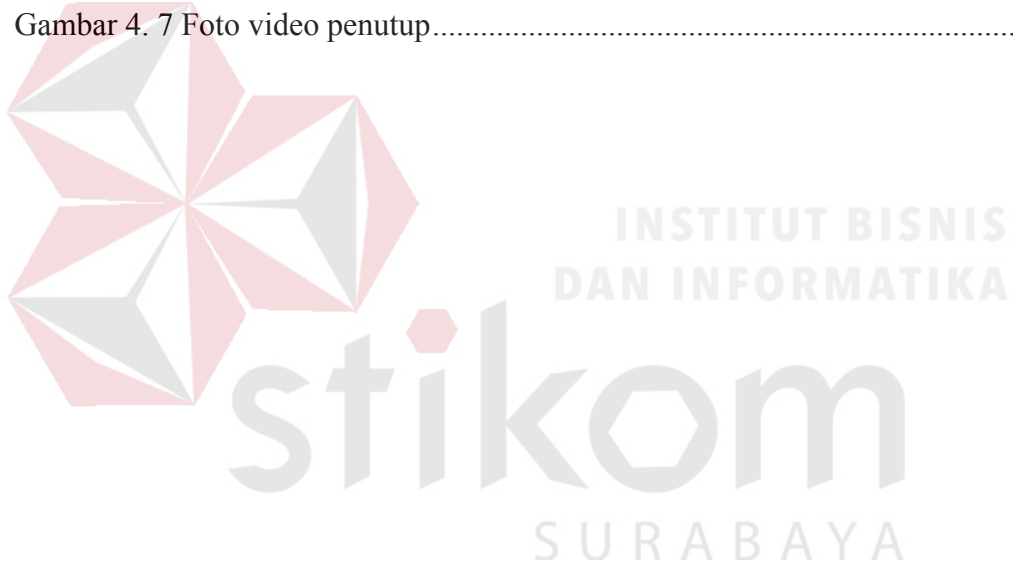 Gambar 4. 7 Foto video penutup.......................................................................
INSTITUT BISNIS
DAN INFORMATIKA
stikom
SURABAYA